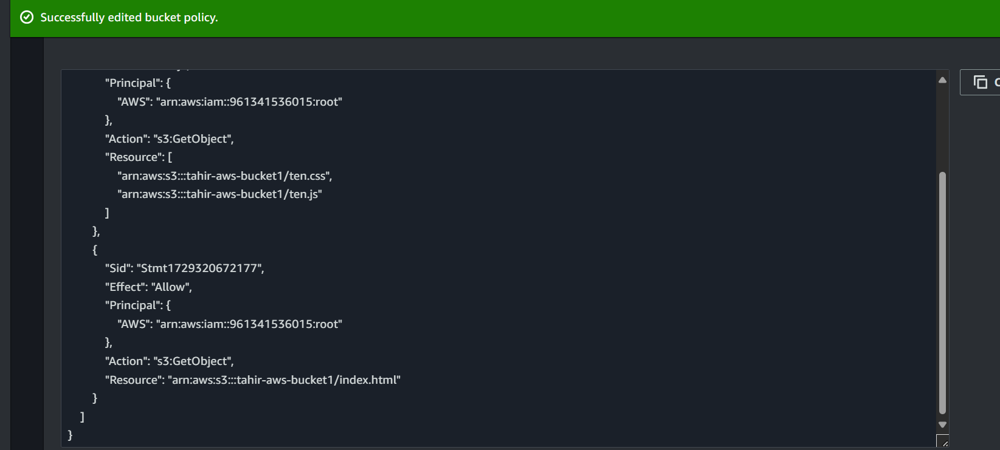 Successfully edited bucket policy.
"Principal": {
"AWS": "arn:aws:iam::961341536015:root"
},
"Action": "s3:GetObject",
"Resource": [
"arn:aws:s3:::tahir-aws-bucket1/ten.css",
"arn:aws:s3:::tahir-aws-bucket1/ten.js"
]
},
{
"Sid": "Stmt1729320672177",
"Effect": "Allow",
"Principal": {
"AWS": "arn:aws:iam::961341536015:root"
},
"Action": "s3:GetObject",
"Resource": "arn:aws:s3:::tahir-aws-bucket1/index.html"
}
]
}